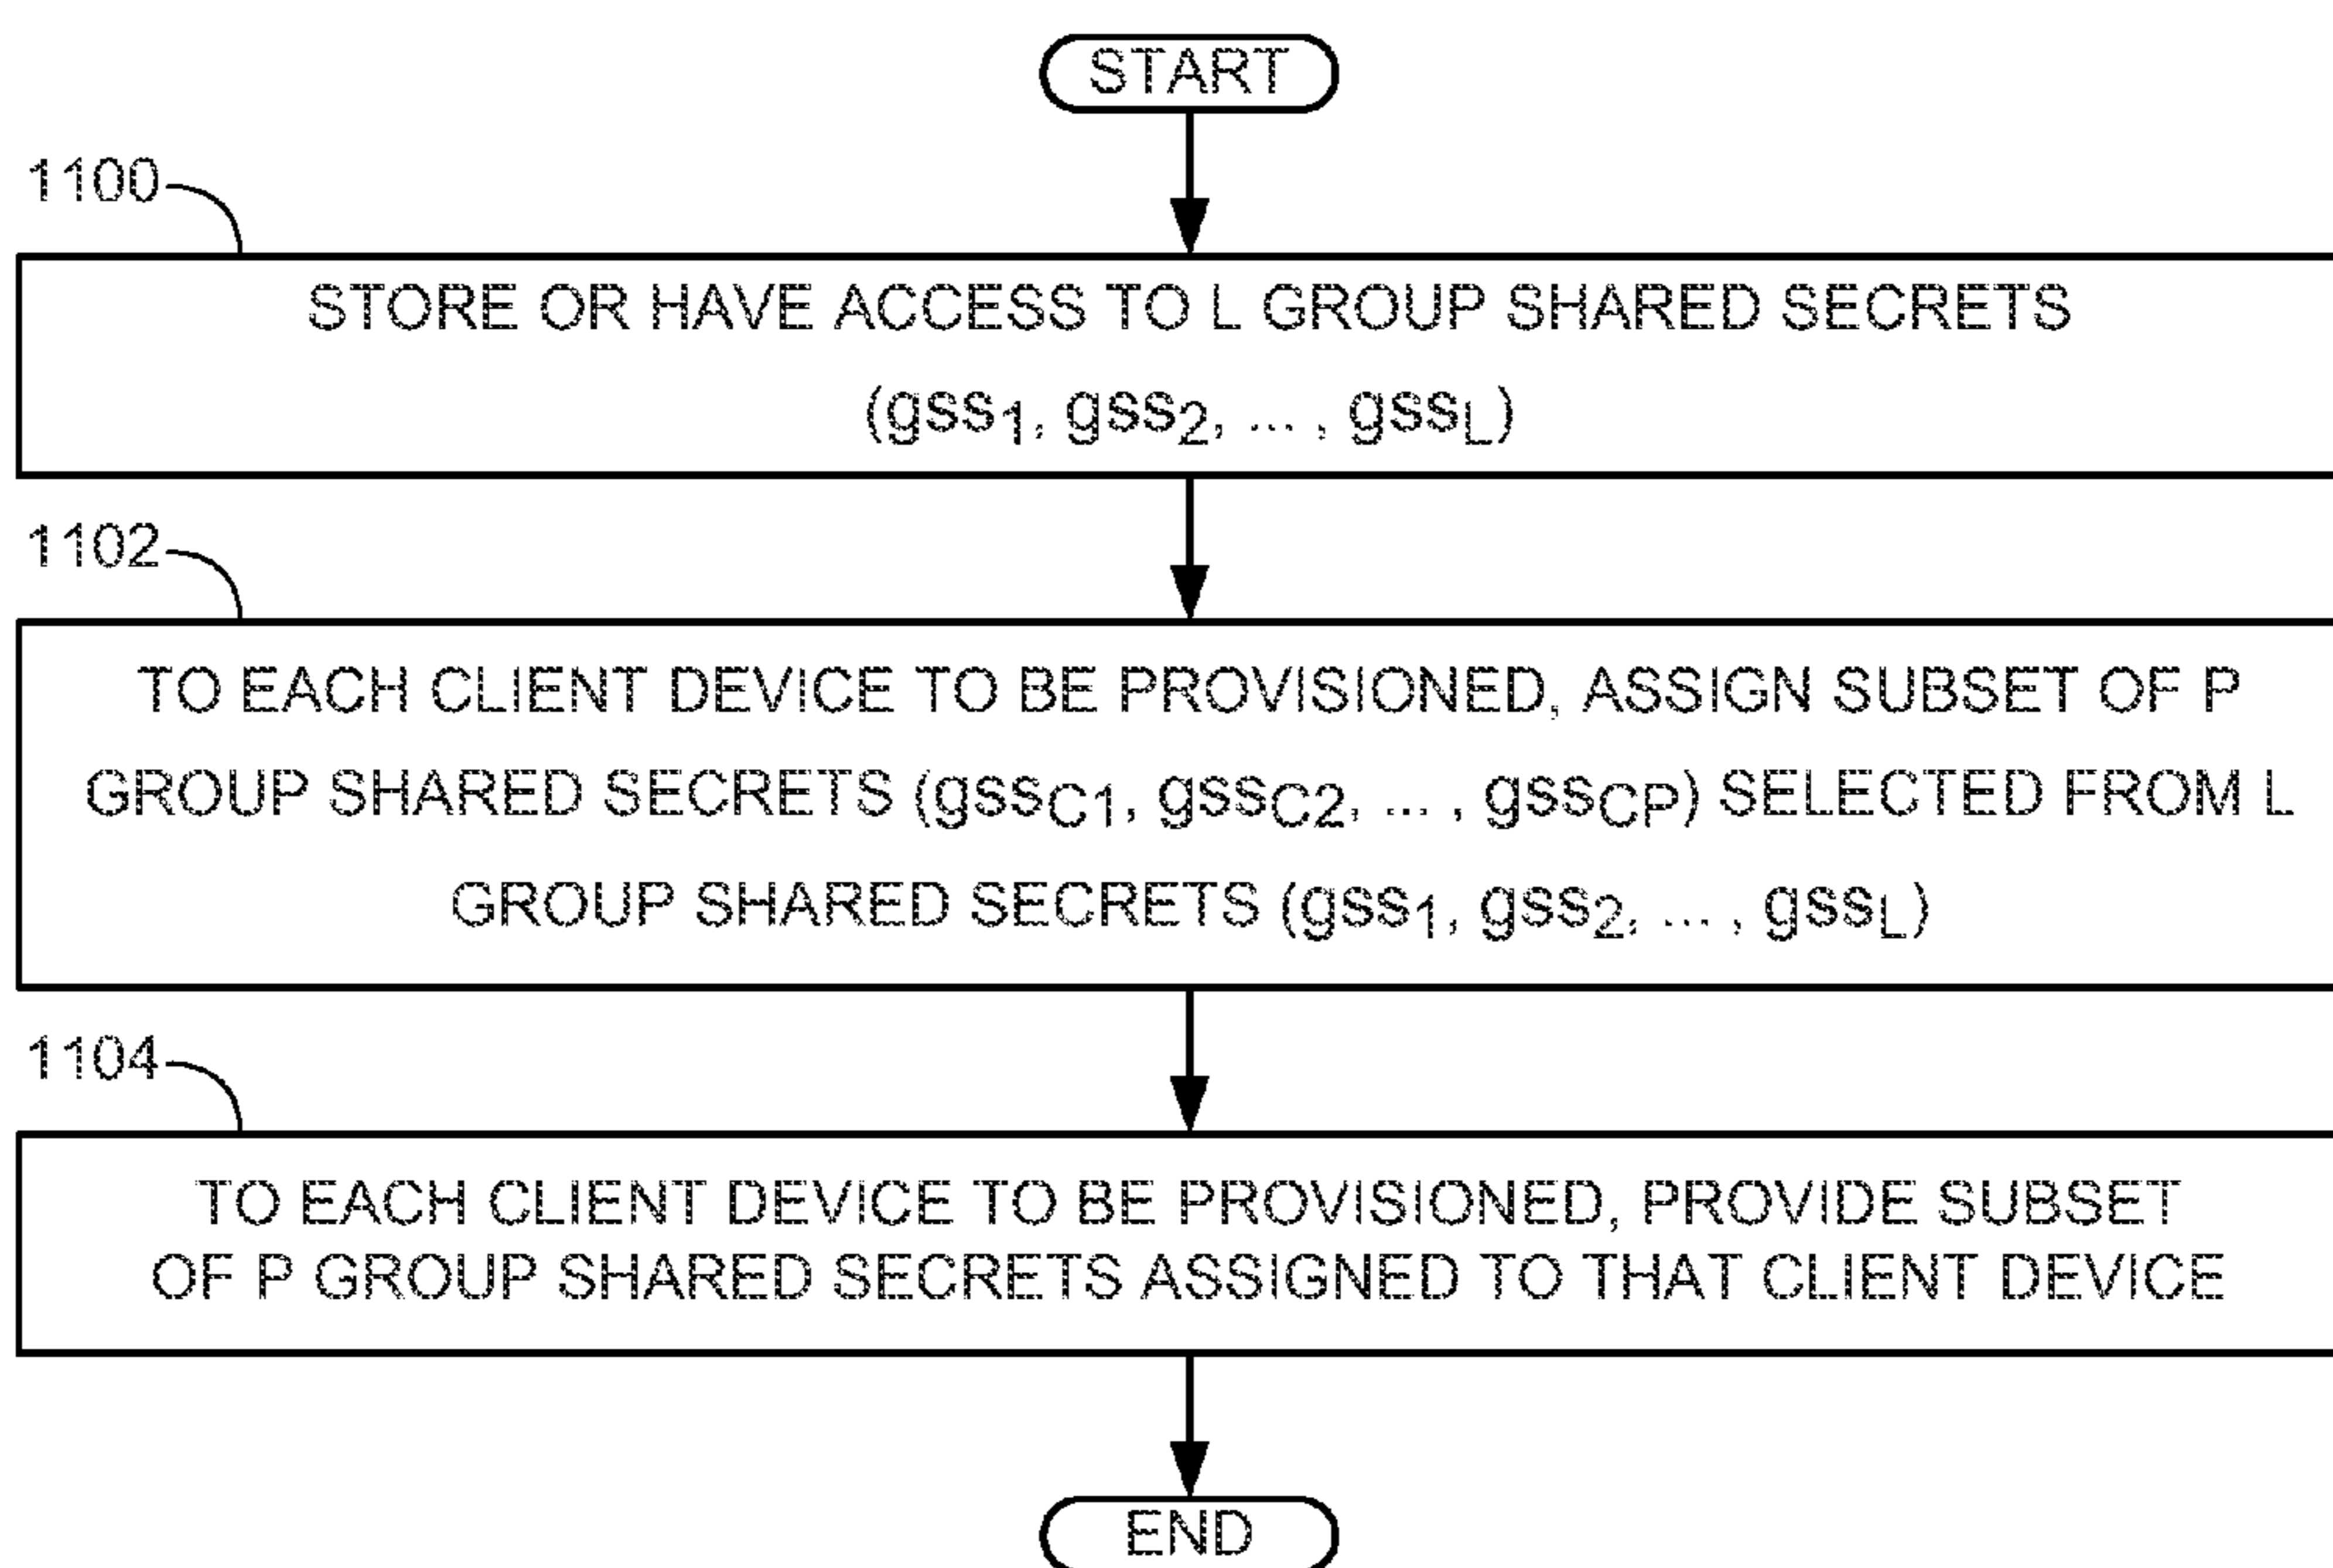 START
1100
STORE OR HAVE ACCESS TO L GROUP SHARED SECRETS
(gss1, gss2, ... , gssL)
1102
TO EACH CLIENT DEVICE TO BE PROVISIONED, ASSIGN SUBSET OF P
GROUP SHARED SECRETS (gssC1, gssC2, ... , gssCP) SELECTED FROM L
GROUP SHARED SECRETS (gss1, gss2, ... , gssL)
1104
TO EACH CLIENT DEVICE TO BE PROVISIONED, PROVIDE SUBSET
OF P GROUP SHARED SECRETS ASSIGNED TO THAT CLIENT DEVICE
END